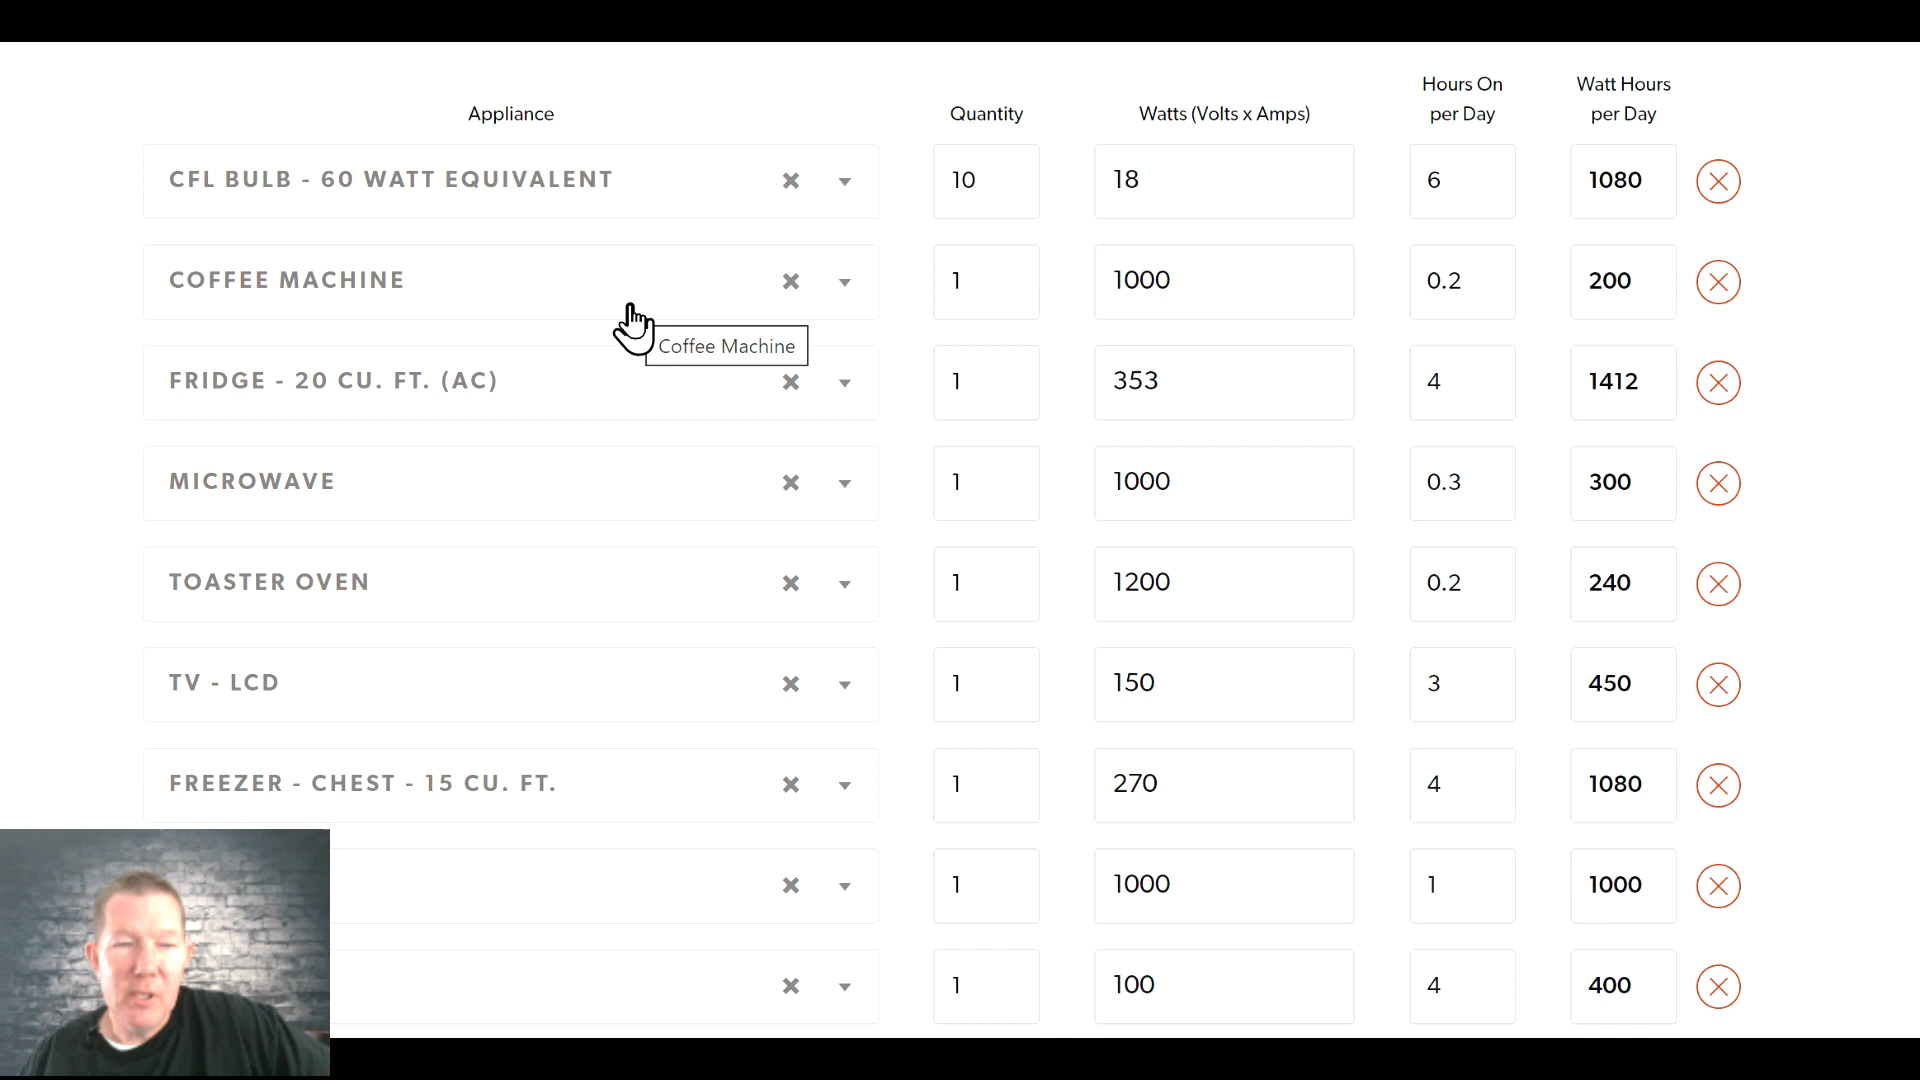 Appliance Quantity Watts (Volts x Amps) Hours On per Day Watt Hours per Day
CFL BULB - 60 WATT EQUIVALENT 10 18 6 1080
COFFEE MACHINE 1 1000 0.2 200
Coffee Machine
FRIDGE - 20 CU. FT. (AC) 1 353 4 1412
MICROWAVE 1 1000 0.3 300
TOASTER OVEN 1 1200 0.2 240
TV - LCD 1 150 3 450
FREEZER - CHEST - 15 CU. FT. 1 270 4 1080
1 1000 1 1000
1 100 4 400